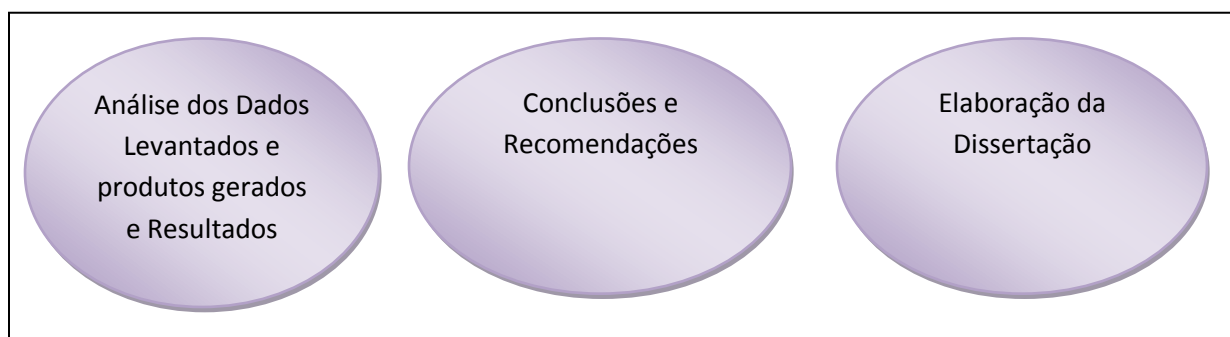 Análise dos Dados
Levantados e
produtos gerados
e Resultados
Conclusões e
Recomendações
Elaboração da
Dissertação